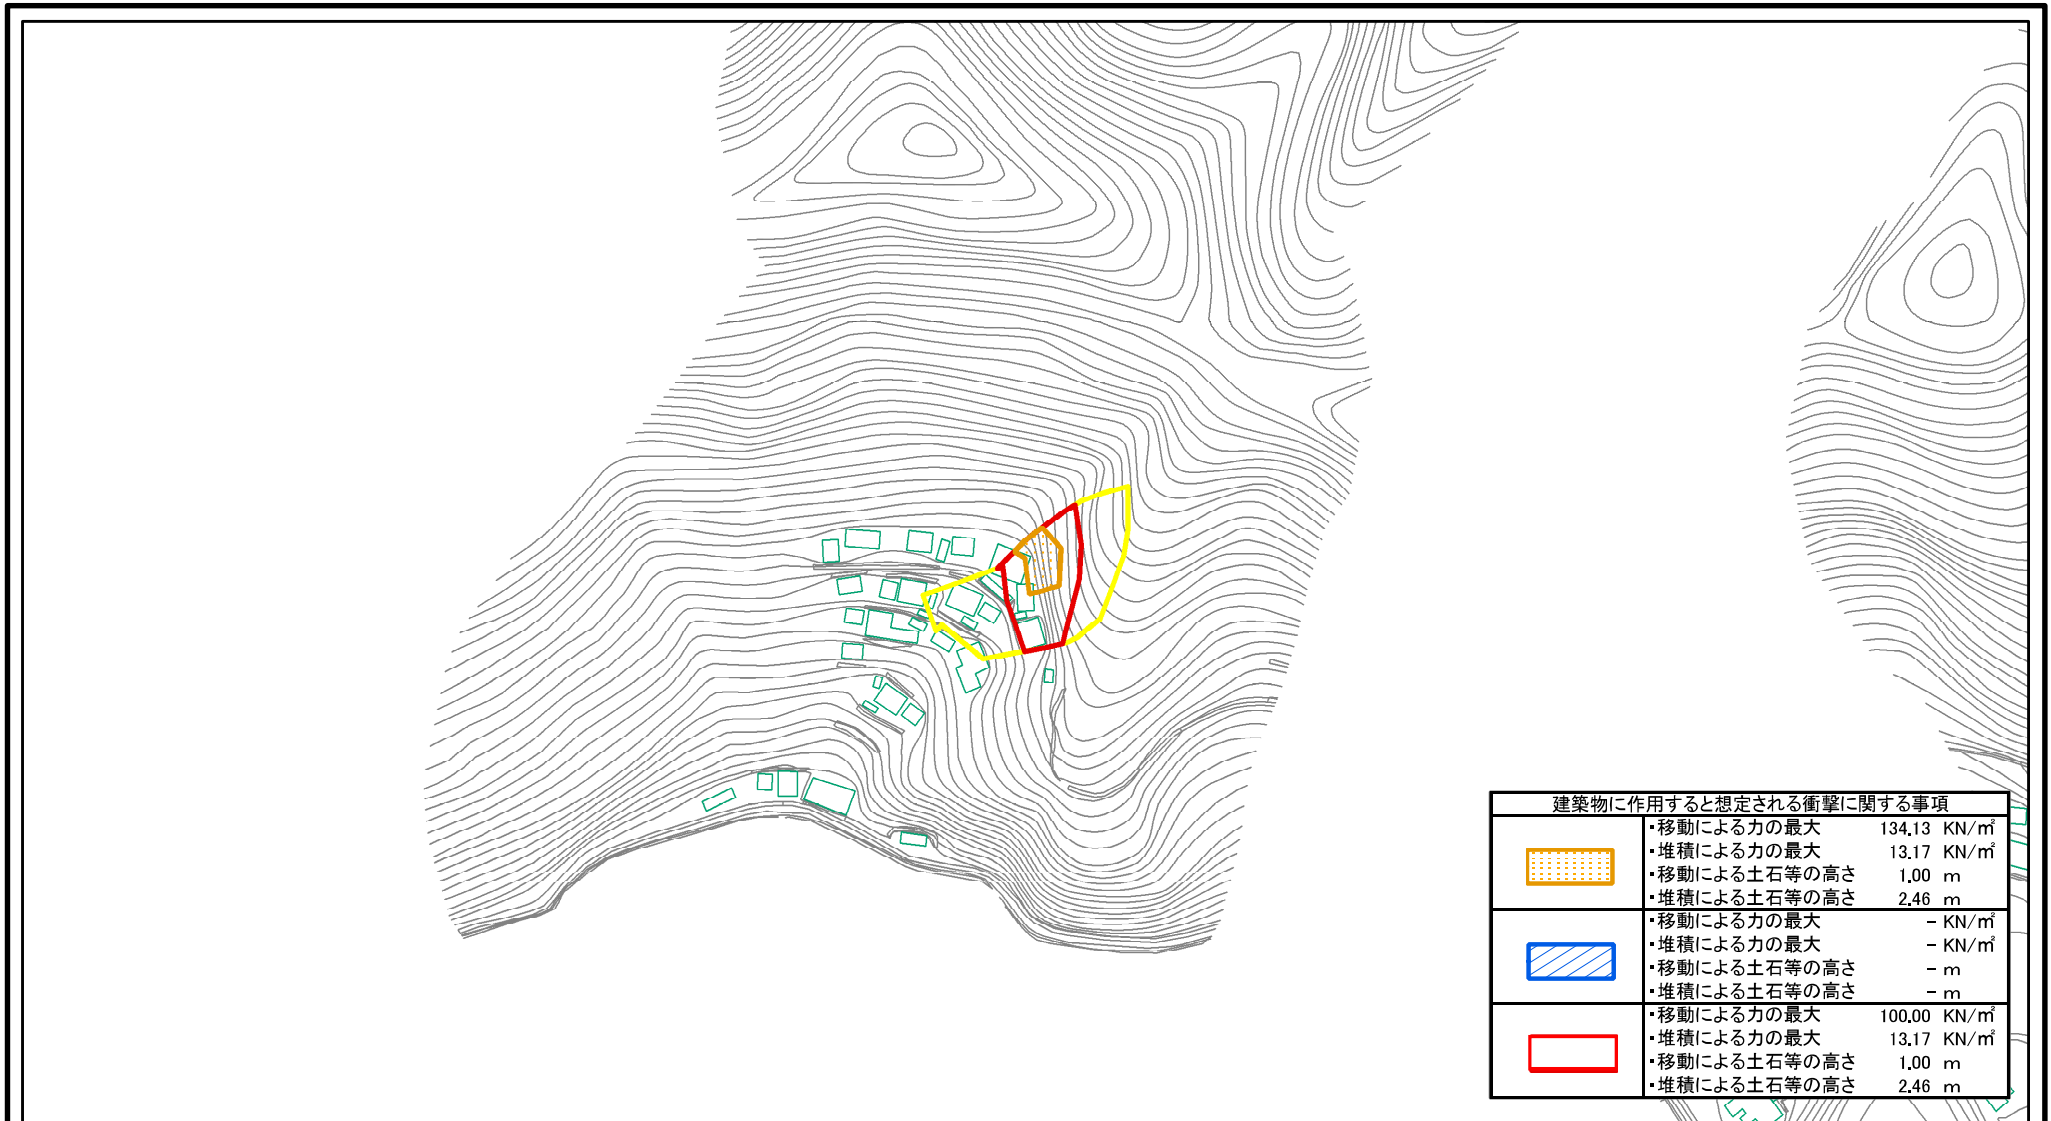 建築物に作用すると想定される衝撃に関する事項
・移動による力の最大 134.13 KN/㎡
・堆積による力の最大 13.17 KN/㎡
・移動による土石等の高さ 1.00 m
・堆積による土石等の高さ 2.46 m
・移動による力の最大 - KN/㎡
・堆積による力の最大 - KN/㎡
・移動による土石等の高さ - m
・堆積による土石等の高さ - m
・移動による力の最大 100.00 KN/㎡
・堆積による力の最大 13.17 KN/㎡
・移動による土石等の高さ 1.00 m
・堆積による土石等の高さ 2.46 m